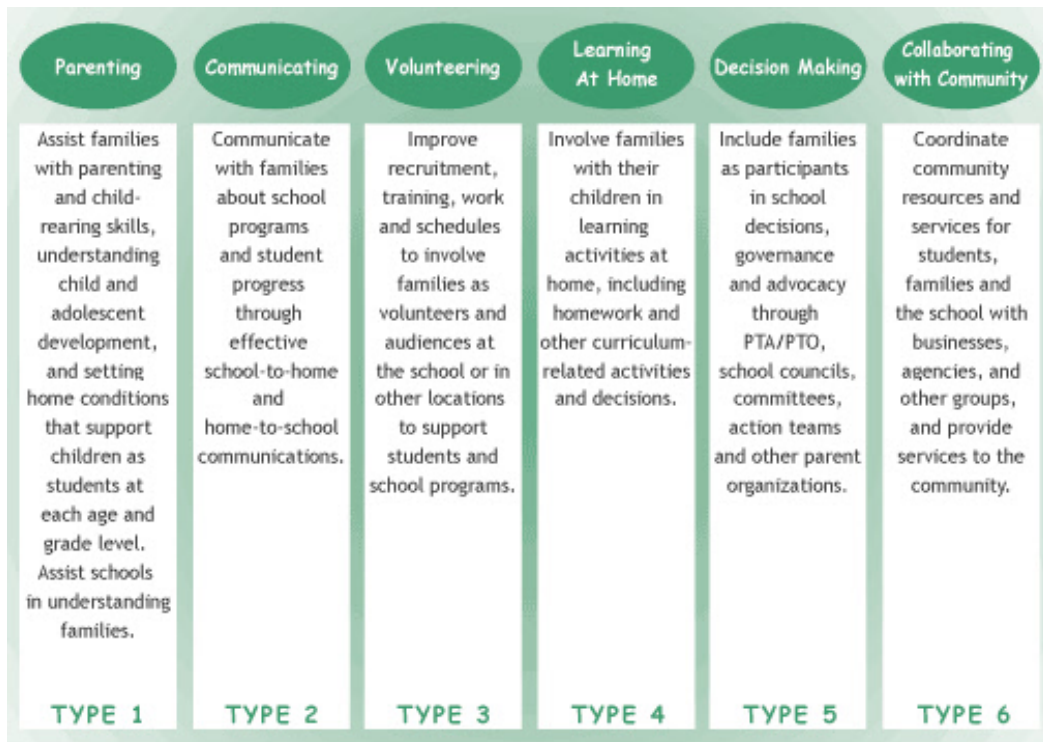 Parenting
Assist families
with parenting
and child-
rearing skills,
understanding
child and
adolescent
development,
and setting
home conditions
that support
children as
students at
each age and
grade level.
Assist schools
in understanding
families.
TYPE 1
Communicating
Communicate
with families
about school
programs
and student
progress
through
effective
school-to-home
and
home-to-school
communications.
TYPE 2
Volunteering
Improve
recruitment,
training, work
and schedules
to involve
families as
volunteers and
audiences at
the school or in
other locations
to support
students and
school programs.
TYPE 3
Learning
At Home
Involve families
with their
children in
learning
activities at
home, including
homework and
other curriculum-
related activities
and decisions.
TYPE 4
Decision Making
Include families
as participants
in school
decisions,
governance
and advocacy
through
PTA/PTO,
school councils,
committees,
action teams
and other parent
organizations.
TYPE 5
Collaborating
with Community
Coordinate
community
resources and
services for
students,
families and
the school with
businesses,
agencies, and
other groups,
and provide
services to the
community.
TYPE 6